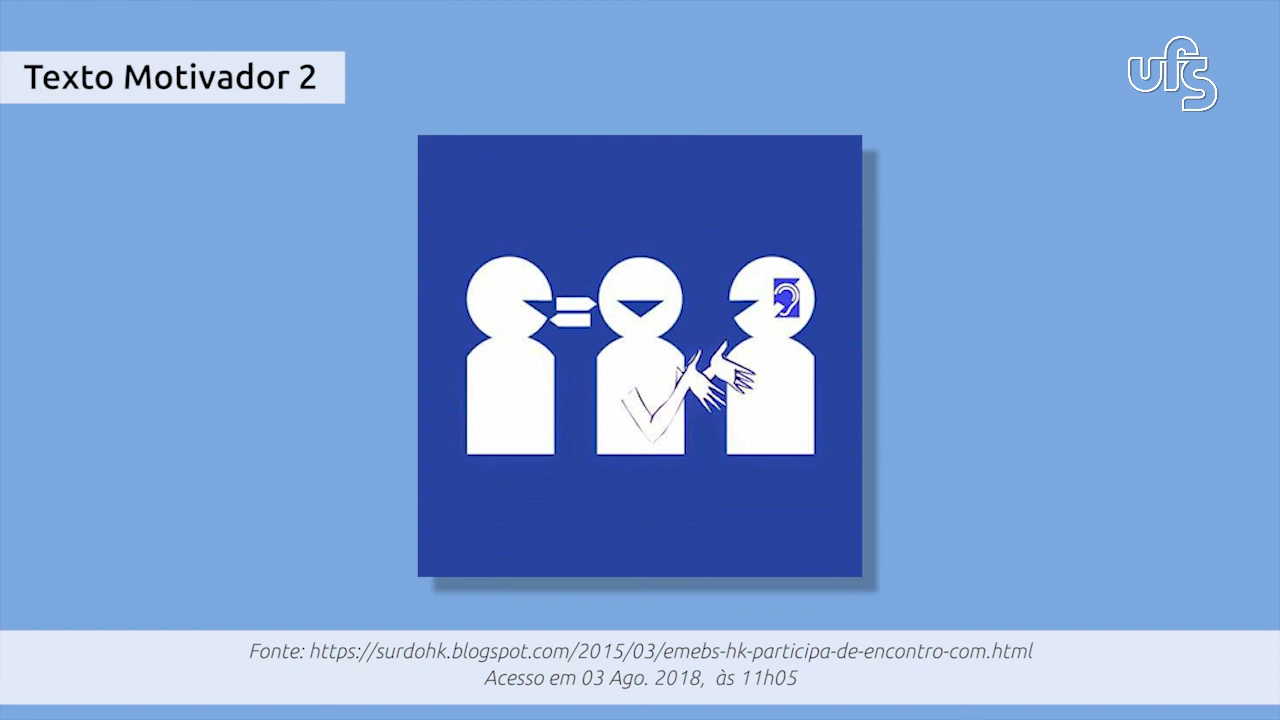 Texto Motivador 2
ufs
Fonte: https://surdohk.blogspot.com/2015/03/emebs-hk-participa-de-encontro-com.html
Acesso em 03 Ago. 2018, às 11h05